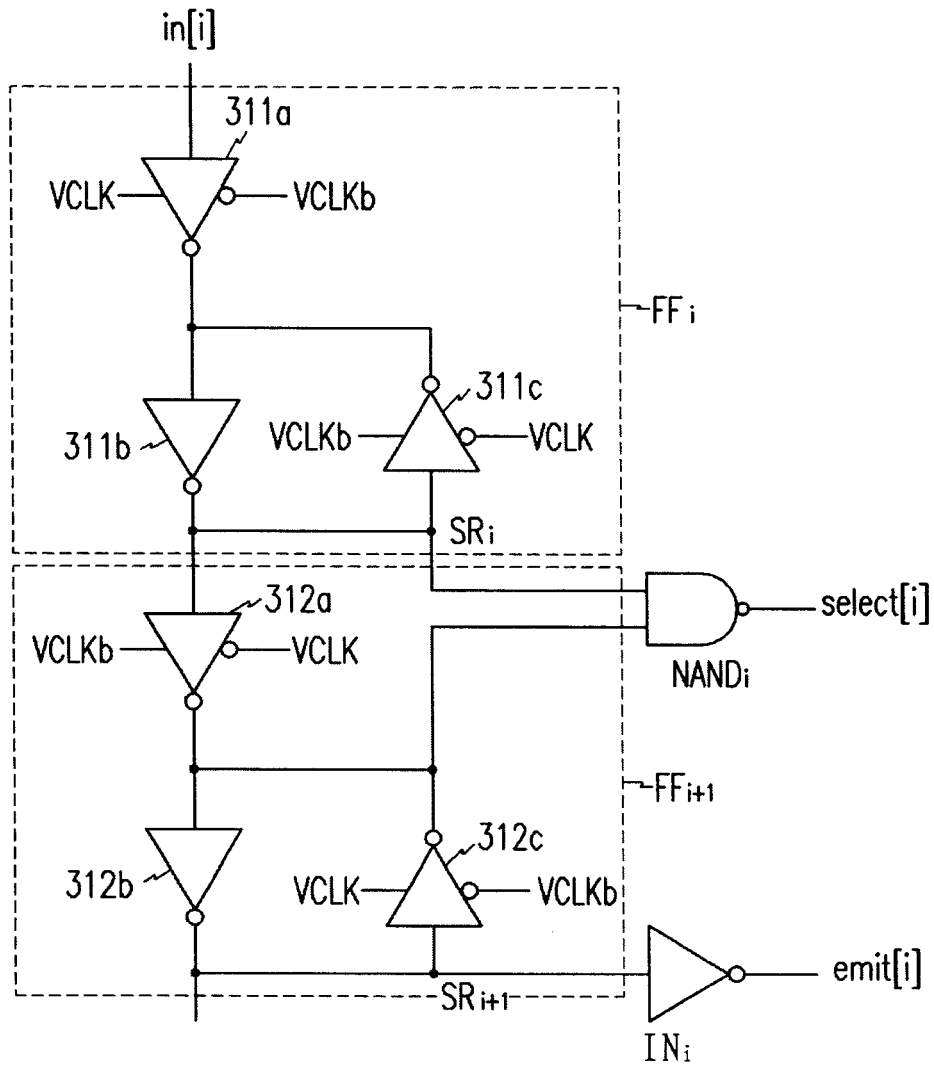 in[i]
311a
VCLK
VCLKb
FFi
311c
311b
VCLKb
VCLK
SRi
312a
VCLKb
VCLK
select[i]
NANDi
FFi+1
312c
312b
VCLK
VCLKb
emit[i]
SRi+1
INi